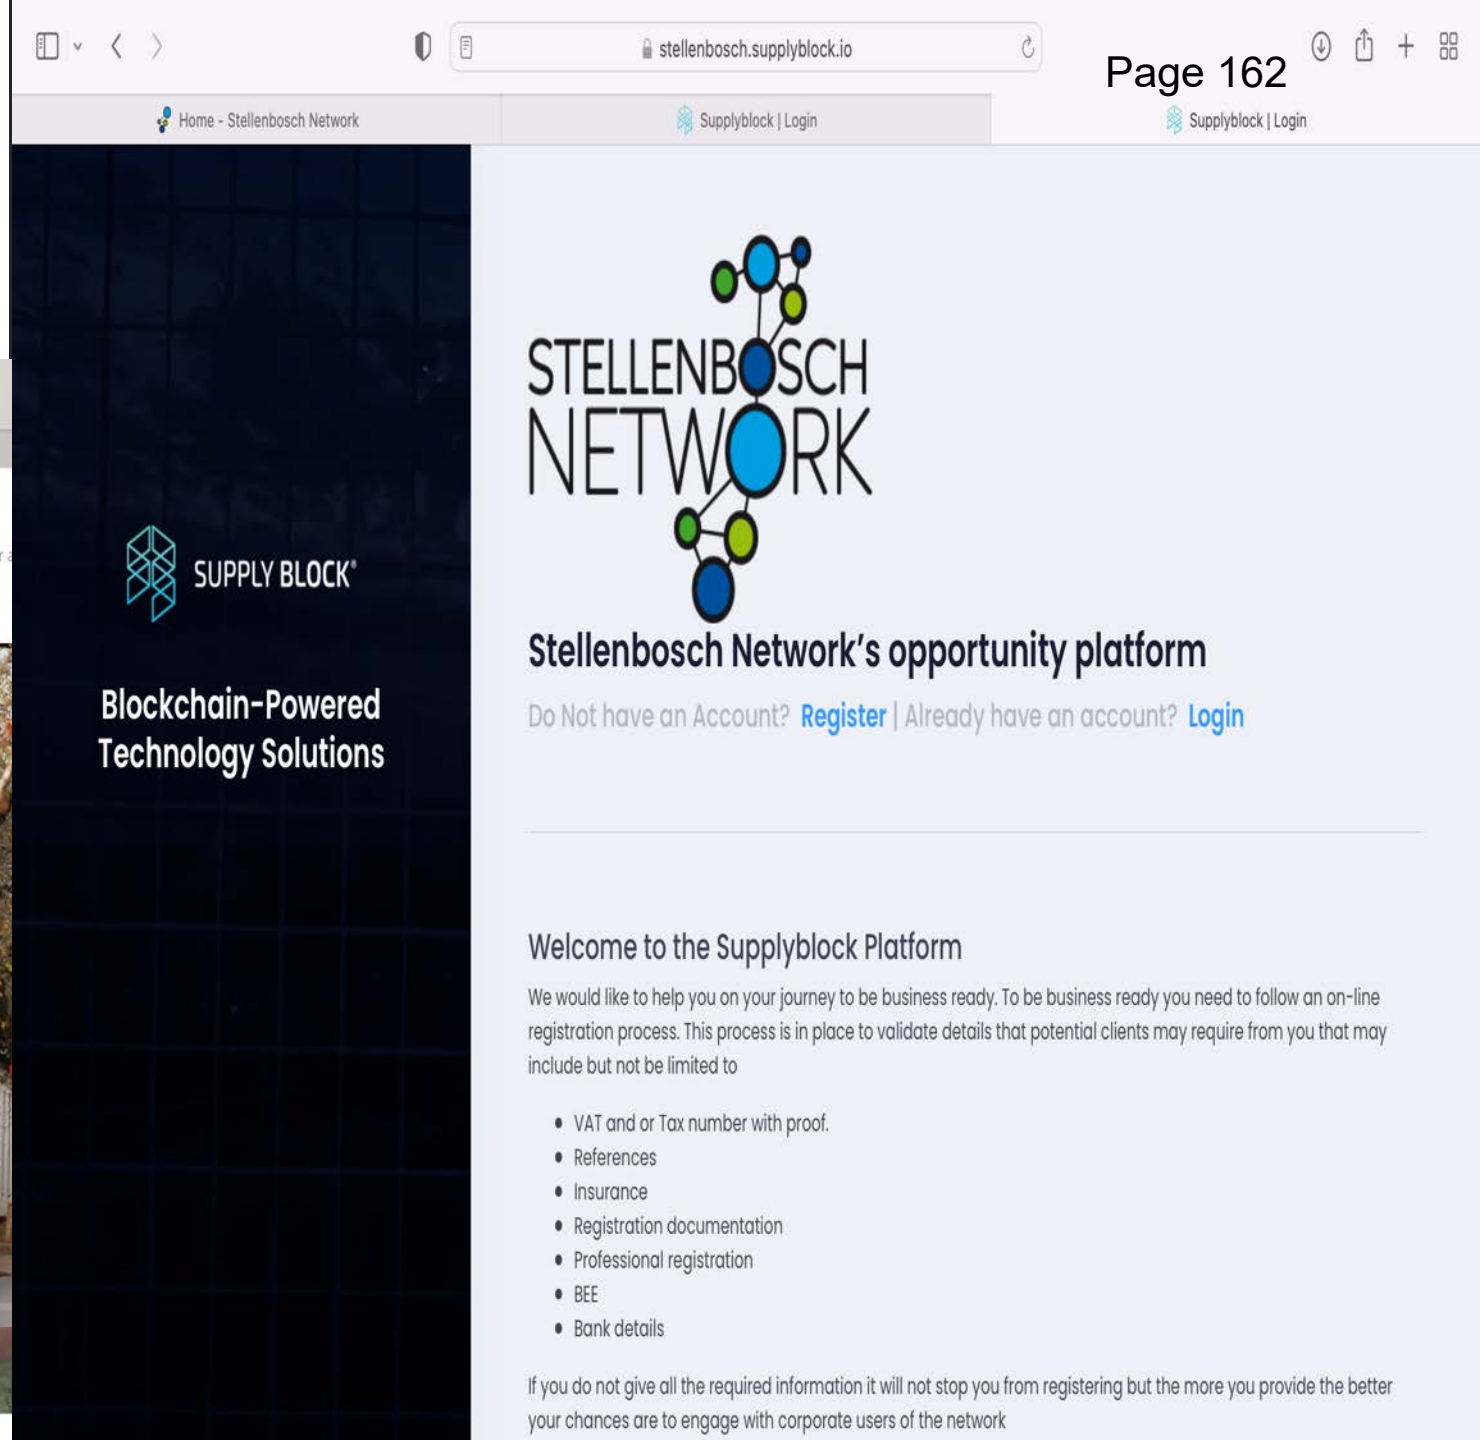 stellenbosch.supplyblock.io
Page 162
Home - Stellenbosch Network
Supplyblock | Login
Supplyblock | Login
STELLENBOSCH
NETWORK
SUPPLY BLOCK®
Blockchain-Powered
Technology Solutions
Stellenbosch Network's opportunity platform
Do Not have an Account? Register | Already have an account? Login
Welcome to the Supplyblock Platform
We would like to help you on your journey to be business ready. To be business ready you need to follow an on-line
registration process. This process is in place to validate details that potential clients may require from you that may
include but not be limited to
• VAT and or Tax number with proof.
• References
• Insurance
• Registration documentation
• Professional registration
• BEE
• Bank details
If you do not give all the required information it will not stop you from registering but the more you provide the better
your chances are to engage with corporate users of the network